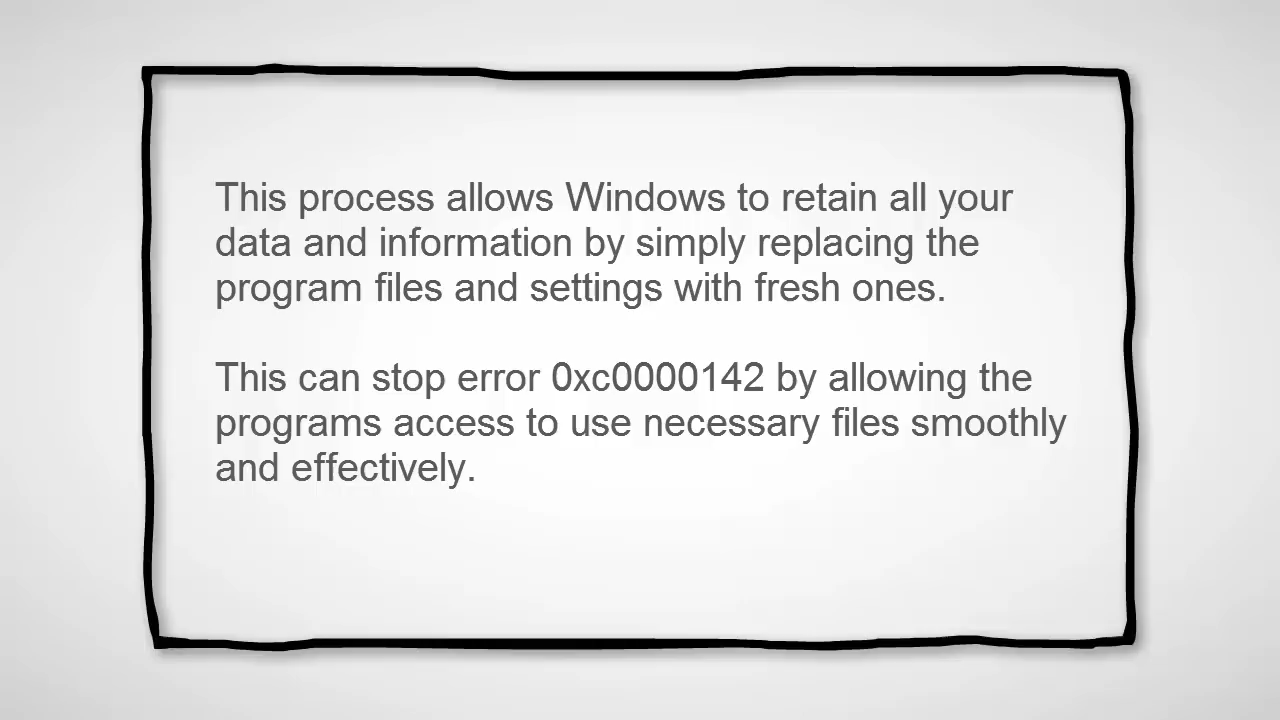 This process allows Windows to retain all your
data and information by simply replacing the
program files and settings with fresh ones.
This can stop error 0xc0000142 by allowing the
programs access to use necessary files smoothly
and effectively.